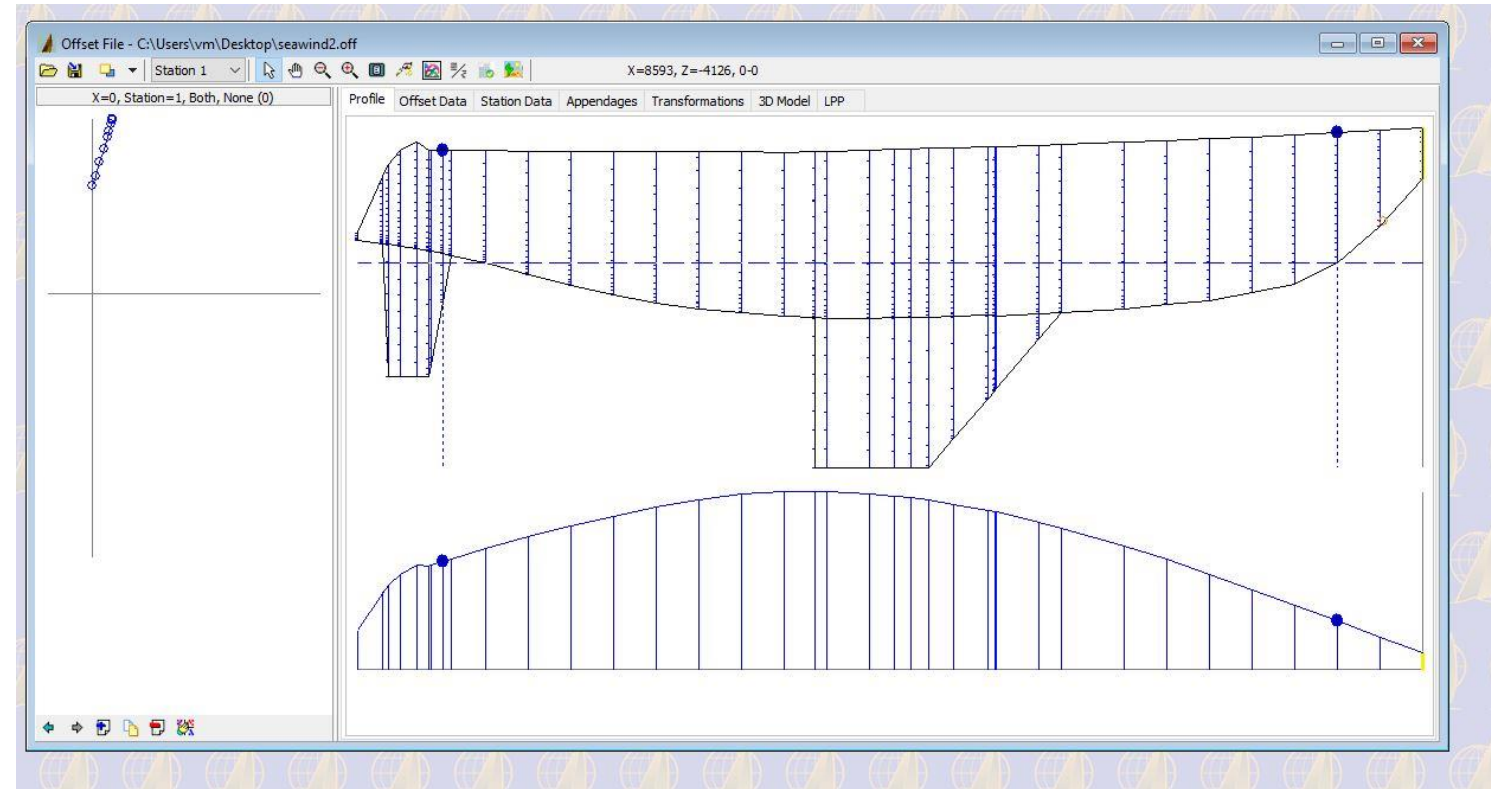 Offset File - C:\Users\vm\Desktop\seawind2.off
Station 1
X=8593, Z=-4126, 0-0
X=0, Station=1, Both, None (0)
Profile Offset Data Station Data Appendages Transformations 3D Model LPP